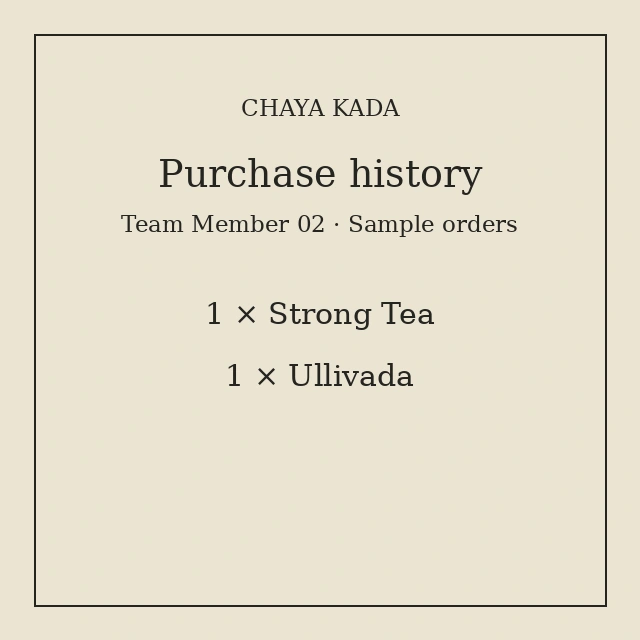 CHAYA KADA
Purchase history
Team Member 02 · Sample orders
1 × Strong Tea
1 × Ullivada